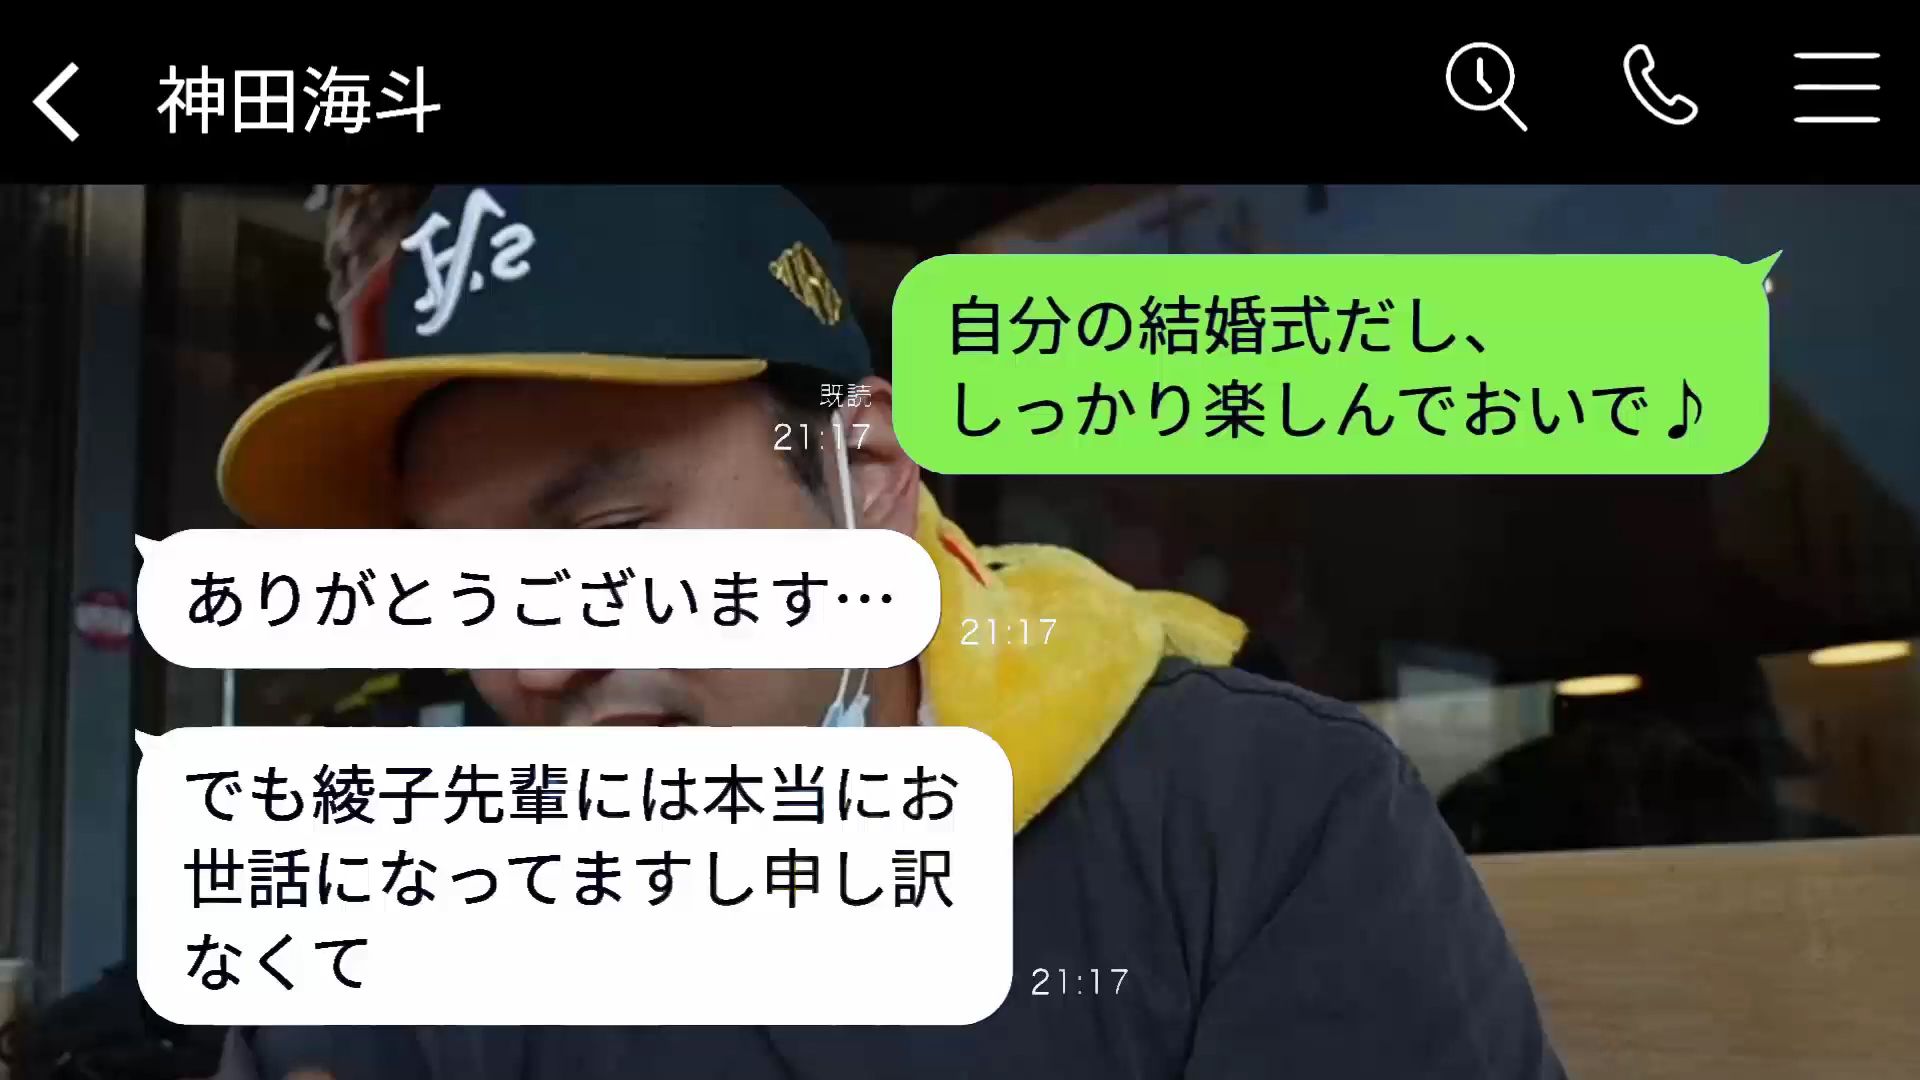 神田海斗
自分の結婚式だし、
しっかり楽しんでおいで♪
既読
21:17
ありがとうございます…
21:17
でも綾子先輩には本当にお
世話になってますし申し訳
なくて
21:17